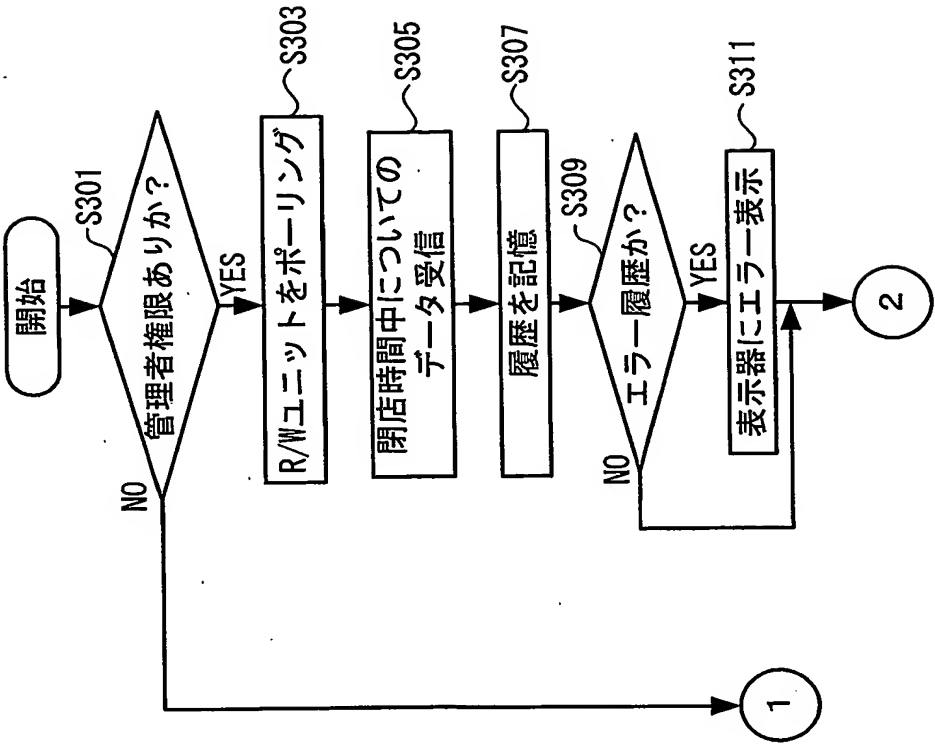 開始
S301
管理者権限ありか？
NO
YES
S303
R/Wユニットをポーリング
S305
閉店時間中についての
データ受信
S307
履歴を記憶
S309
エラー履歴か？
NO
YES
S311
表示器にエラー表示
1
2